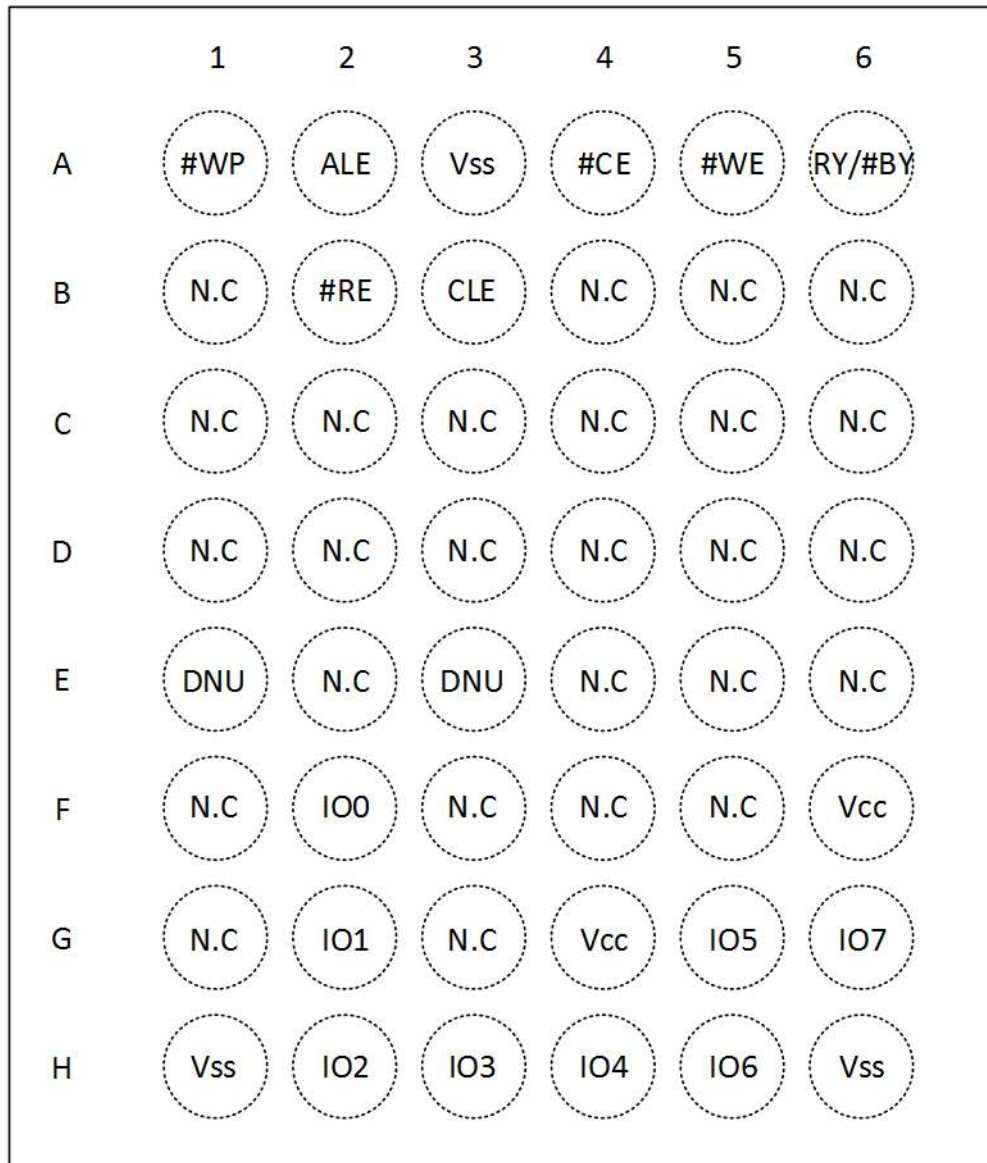 1 2 3 4 5 6
A #WP ALE Vss #CE #WE RY/#BY
B N.C #RE CLE N.C N.C N.C
C N.C N.C N.C N.C N.C N.C
D N.C N.C N.C N.C N.C N.C
E DNU N.C DNU N.C N.C N.C
F N.C IO0 N.C N.C N.C Vcc
G N.C IO1 N.C Vcc IO5 IO7
H Vss IO2 IO3 IO4 IO6 Vss